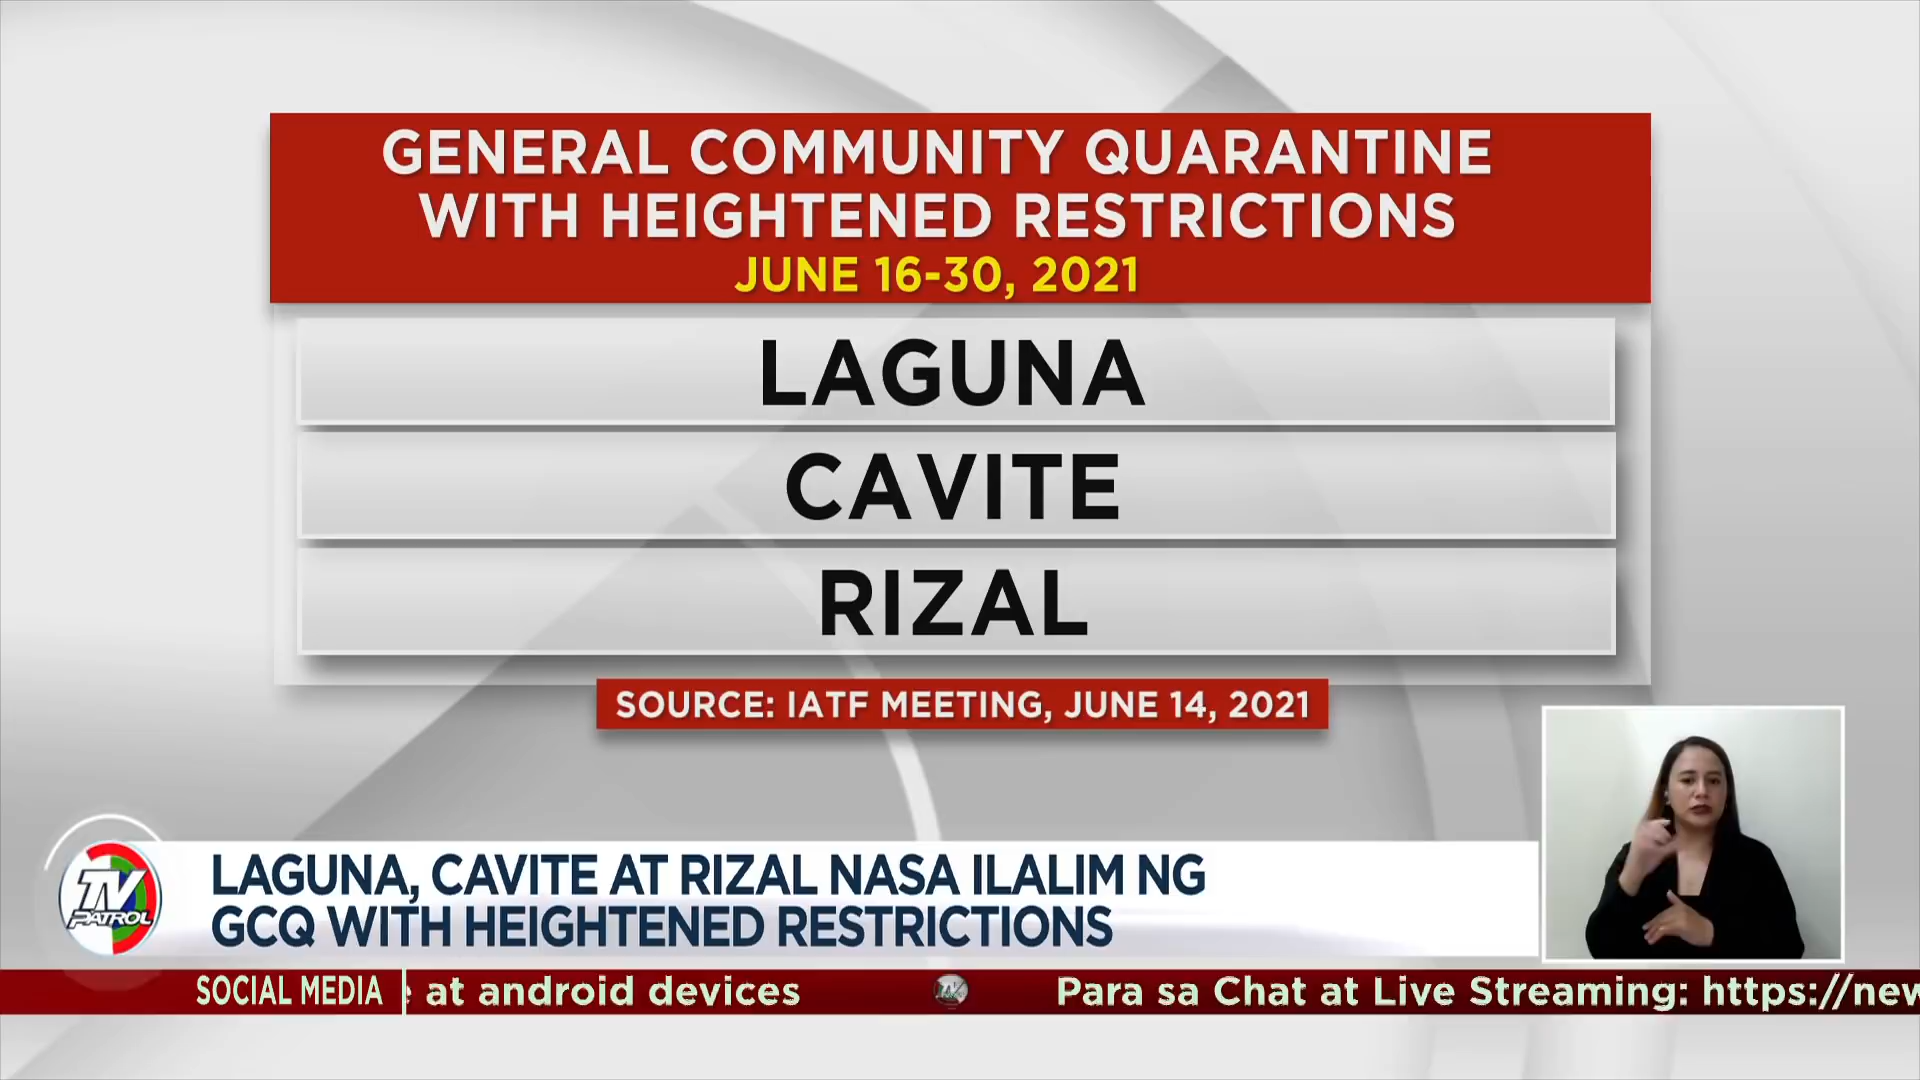 GENERAL COMMUNITY QUARANTINE
WITH HEIGHTENED RESTRICTIONS
JUNE 16-30, 2021
LAGUNA
CAVITE
RIZAL
SOURCE: IATF MEETING, JUNE 14, 2021
TV PATROL
LAGUNA, CAVITE AT RIZAL NASA ILALIM NG
GCQ WITH HEIGHTENED RESTRICTIONS
SOCIAL MEDIA at android devices Para sa Chat at Live Streaming: https://new